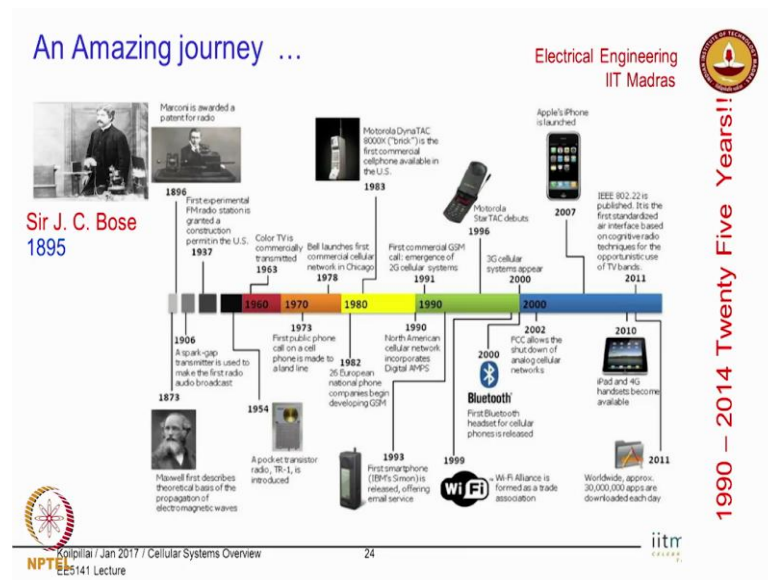 An Amazing journey ...
Electrical Engineering
IIT Madras
1990 – 2014 Twenty Five Years!!
Sir J. C. Bose
1895
Marconi is awarded a
patent for radio
1896
First experimental
FM radio station is
granted a
construction
permit in the U.S.
1937
Color TV is
commercially
transmitted
1963
Bell launches first
commercial cellular
network in Chicago
1978
Motorola DynaTAC
8000X ("brick") is the
first commercial
cellphone available in
the U.S.
1983
First commercial GSM
call: emergence of
2G cellular systems
1991
Motorola
StarTAC debuts
1996
3G cellular
systems appear
2000
Apple's iPhone
is launched
2007
IEEE 802.22 is
published. It is the
first standardized
air interface based
on cognitive radio
techniques for the
opportunistic use
of TV bands.
2011
1960
1970
1980
1990
2000
1906
A spark-gap
transmitter is used to
make the first radio
audio broadcast
1873
Maxwell first describes
theoretical basis of the
propagation of
electromagnetic waves
1954
A pocket transistor
radio, TR-1, is
introduced
1973
First public phone
call on a cell
phone is made to
a land line
1982
26 European
national phone
companies begin
developing GSM
1990
North American
cellular network
incorporates
Digital AMPS
1993
First smartphone
(IBM's Simon) is
released, offering
email service
1999
Wi Fi
Wi-Fi Alliance is
formed as a trade
association
2000
Bluetooth
First Bluetooth
headset for cellular
phones is released
2002
FCC allows the
shut down of
analog cellular
networks
2010
iPad and 4G
handsets become
available
2011
Worldwide, approx.
30,000,000 apps are
downloaded each day
NPTEL
Koilpillai / Jan 2017 / Cellular Systems Overview
24
EE5141 Lecture